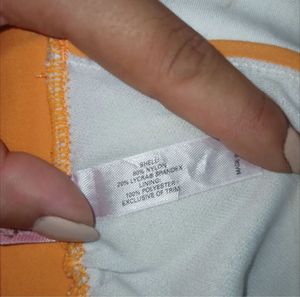 SHELL:
80% NYLON
20% LYCRA® SPANDEX
LINING:
100% POLYESTER
EXCLUSIVE OF TRIM